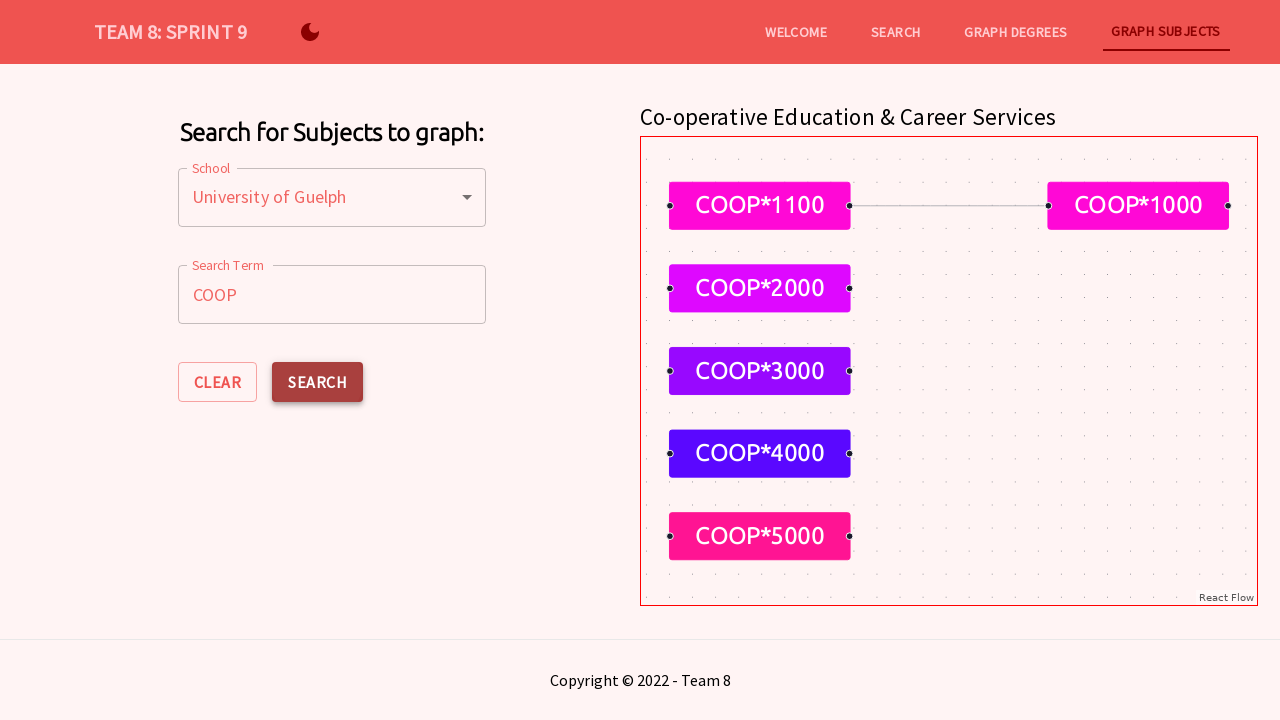 TEAM 8: SPRINT 9
WELCOME
SEARCH
GRAPH DEGREES
GRAPH SUBJECTS
Search for Subjects to graph:
School
University of Guelph
Search Term
COOP
CLEAR
SEARCH
Co-operative Education & Career Services
COOP*1100
COOP*1000
COOP*2000
COOP*3000
COOP*4000
COOP*5000
React Flow
Copyright © 2022 - Team 8